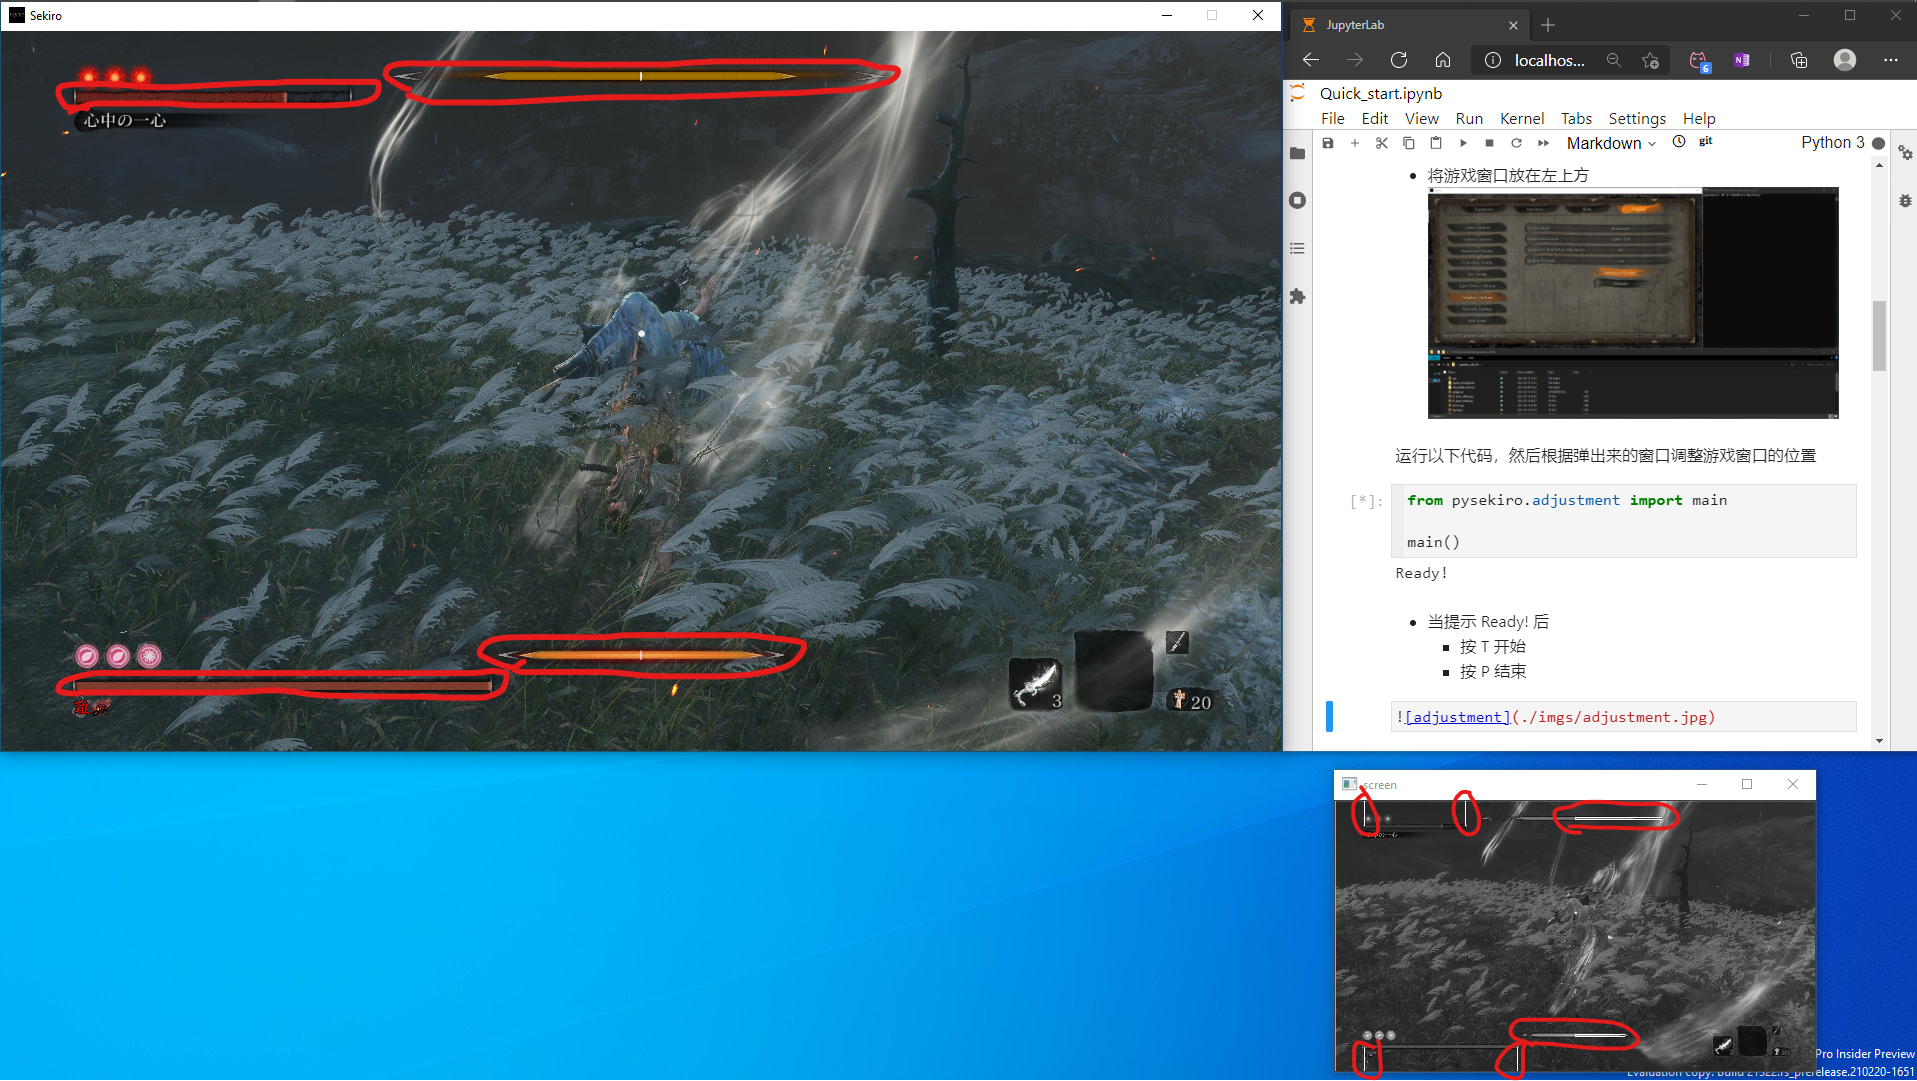 Sekiro
心中の一心
3
20
JupyterLab
localhos...
6
Quick_start.ipynb
File Edit View Run Kernel Tabs Settings Help
Markdown git Python 3
将游戏窗口放在左上方
运行以下代码，然后根据弹出来的窗口调整游戏窗口的位置
[*]:
from pysekiro.adjustment import main
main()
Ready!
当提示 Ready! 后
按 T 开始
按 P 结束
![adjustment](./imgs/adjustment.jpg)
screen
Pro Insider Preview
Evaluation copy. Build 21322.rs_prerelease.210220-1651